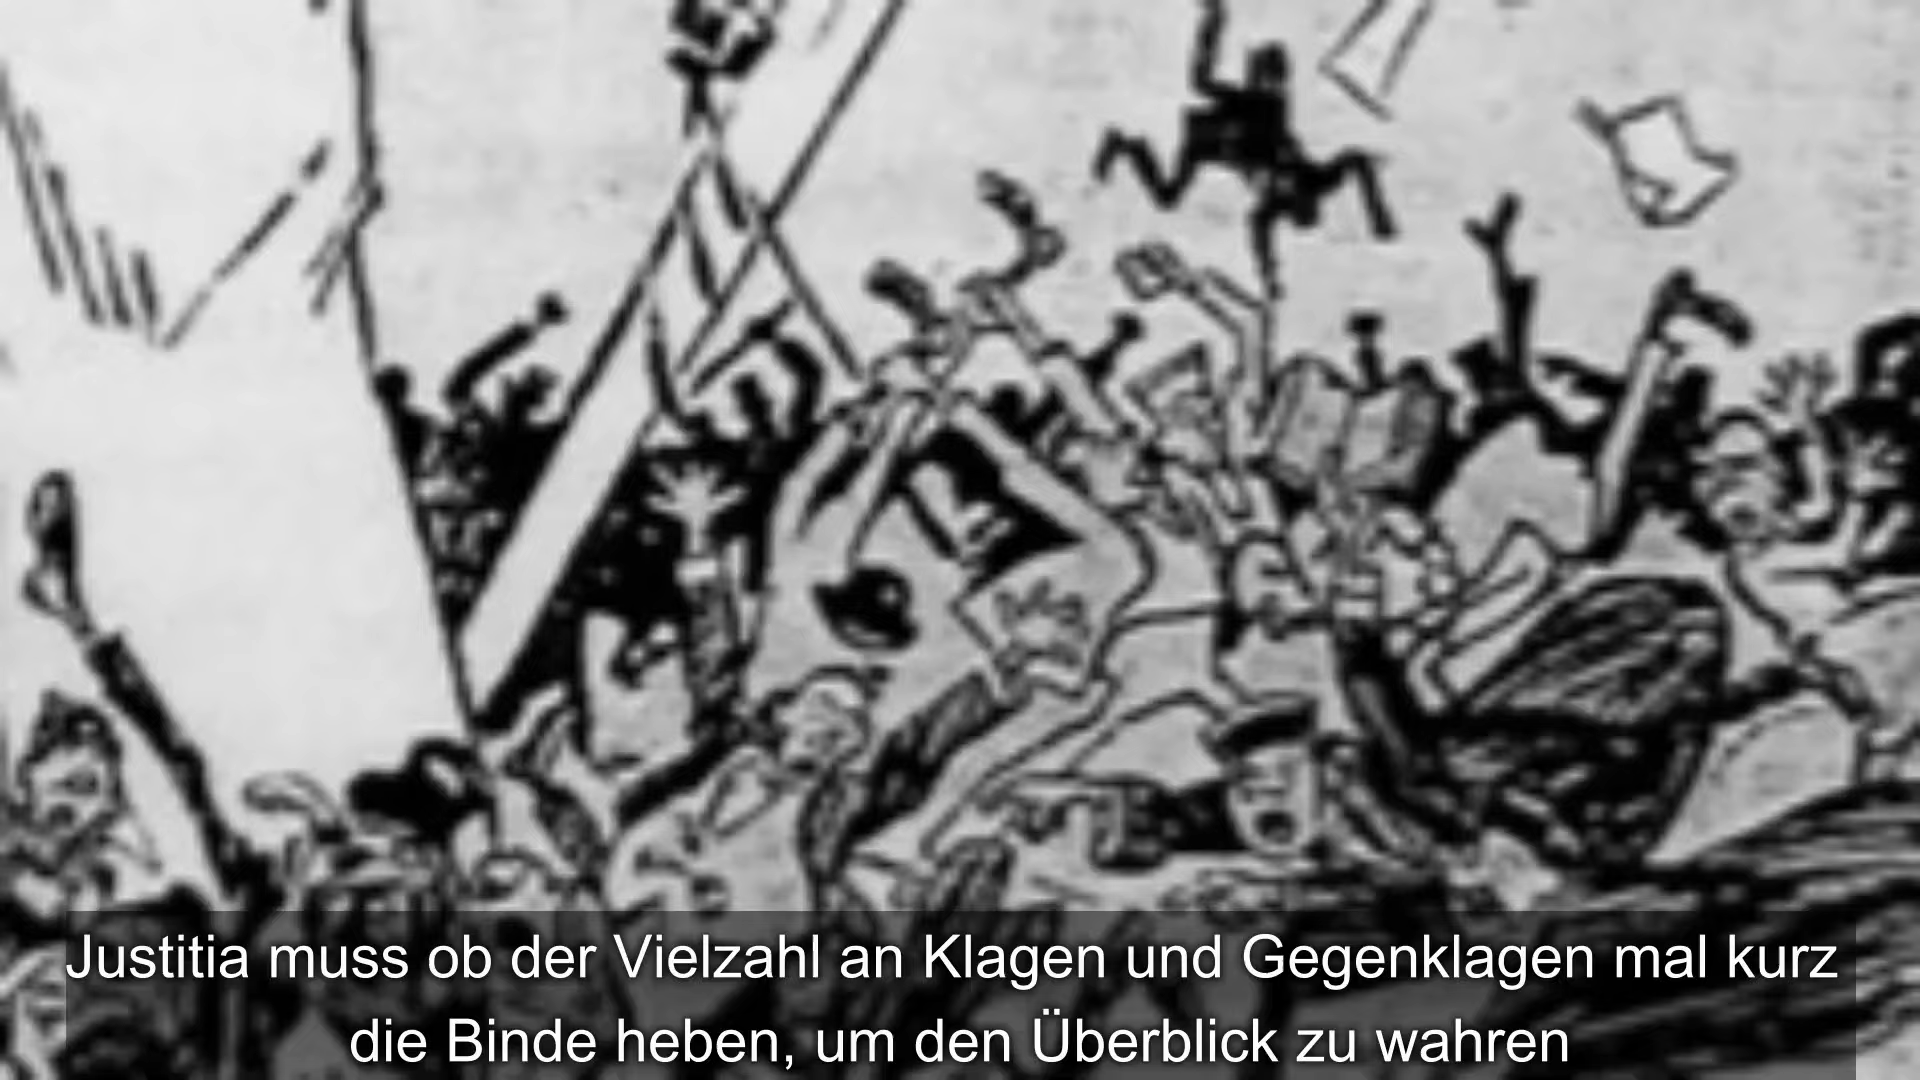 Justitia muss ob der Vielzahl an Klagen und Gegenklagen mal kurz
die Binde heben, um den Überblick zu wahren